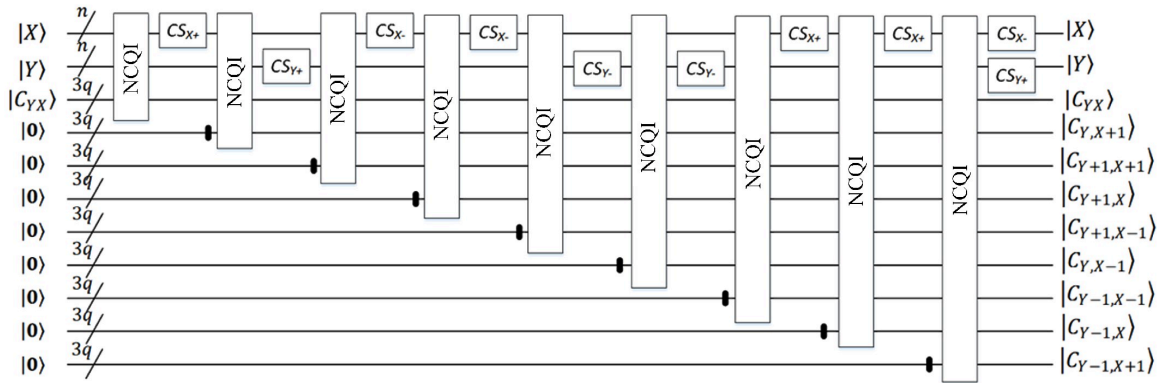 n
|X⟩ CS_{X+} CS_{X-} CS_{X-} CS_{X+} CS_{X+} CS_{X-} |X⟩
n
|Y⟩ CS_{Y+} CS_{Y-} CS_{Y-} CS_{Y+} |Y⟩
NCQI NCQI NCQI NCQI NCQI NCQI NCQI NCQI NCQI
3q
|C_{YX}⟩ |C_{YX}⟩
3q
|0⟩ |C_{Y,X+1}⟩
3q
|0⟩ |C_{Y+1,X+1}⟩
3q
|0⟩ |C_{Y+1,X}⟩
3q
|0⟩ |C_{Y+1,X−1}⟩
3q
|0⟩ |C_{Y,X−1}⟩
3q
|0⟩ |C_{Y−1,X−1}⟩
3q
|0⟩ |C_{Y−1,X}⟩
3q
|0⟩ |C_{Y−1,X+1}⟩